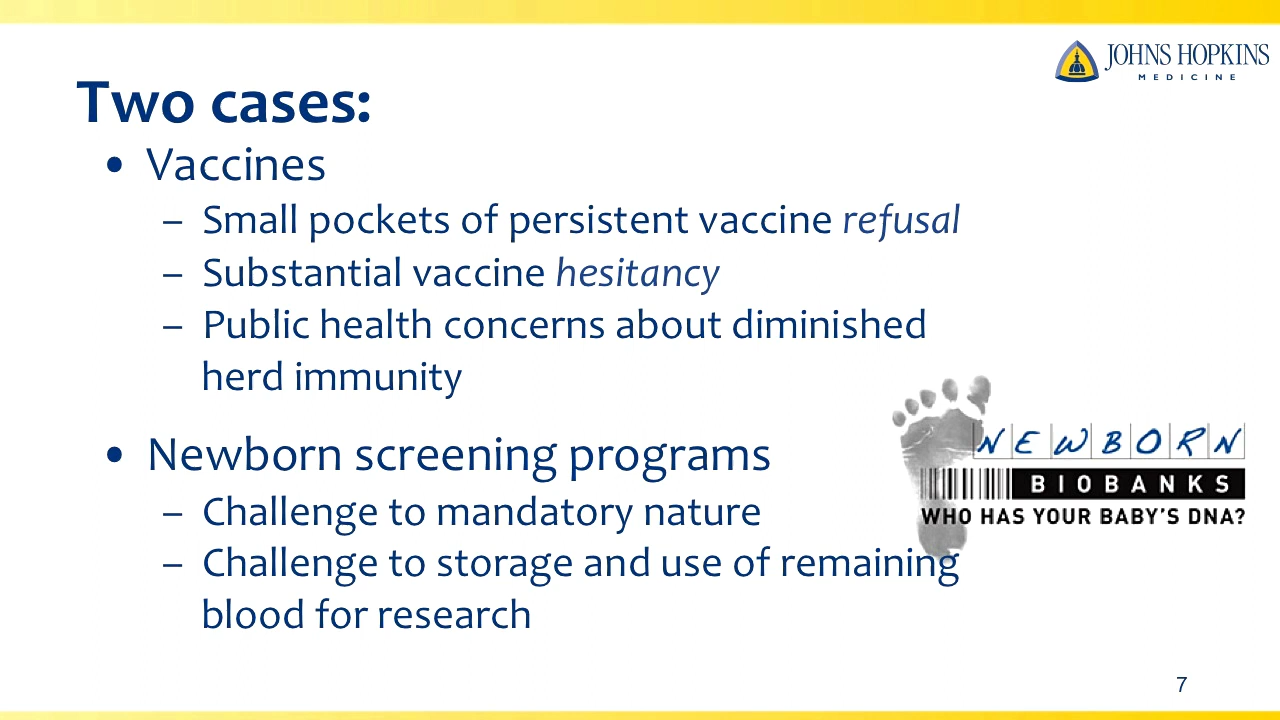 JOHNS HOPKINS
MEDICINE
Two cases:
• Vaccines
– Small pockets of persistent vaccine refusal
– Substantial vaccine hesitancy
– Public health concerns about diminished
herd immunity
• Newborn screening programs
– Challenge to mandatory nature
– Challenge to storage and use of remaining
blood for research
NEWBORN
BIOBANKS
WHO HAS YOUR BABY'S DNA?
7